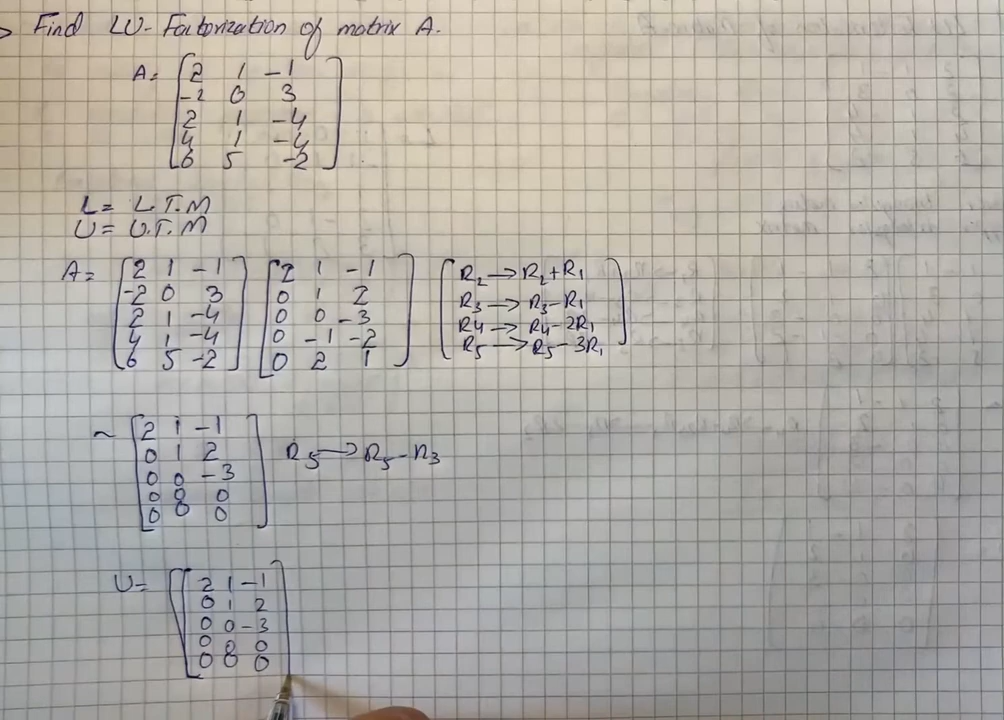 > Find LU-Factorization of matrix A.
A= [2 1 -1
-2 0 3
2 1 -4
4 1 -4
6 5 -2]
L= L.T.M
U= U.T.M
A= [2 1 -1 [2 1 -1 [R2→R2+R1
-2 0 3 0 1 2 R3→R3-R1
2 1 -4 0 0 -3 R4→R4-2R1
4 1 -4 0 -1 -2 R5→R5-3R1]
6 5 -2] 0 2 1]
~ [2 1 -1
0 1 2 R5→R5-R3
0 0 -3
0 0 0
0 0 0]
U= [[2 1 -1
0 1 2
0 0 -3
0 0 0
0 0 0]